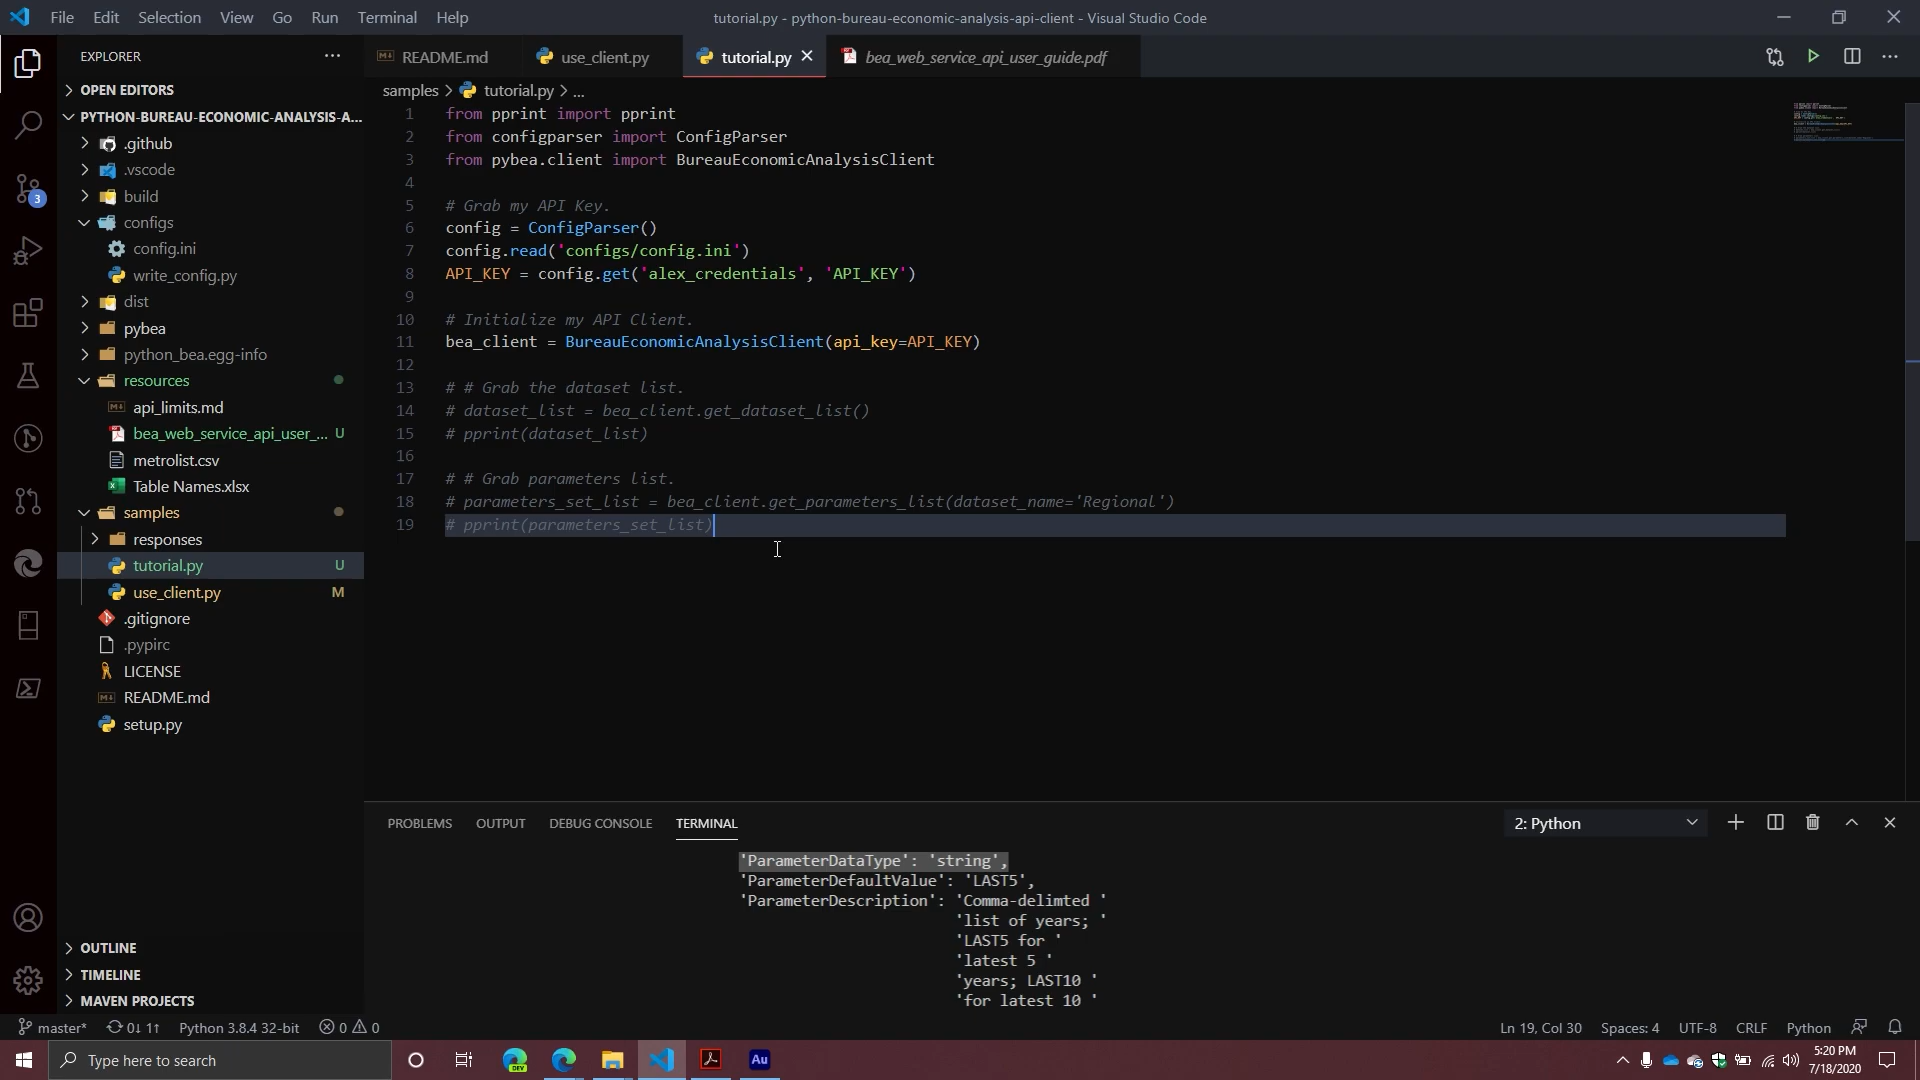 File Edit Selection View Go Run Terminal Help
tutorial.py - python-bureau-economic-analysis-api-client - Visual Studio Code
EXPLORER
OPEN EDITORS
PYTHON-BUREAU-ECONOMIC-ANALYSIS-A...
.github
.vscode
build
configs
config.ini
write_config.py
dist
pybea
python_bea.egg-info
resources
api_limits.md
bea_web_service_api_user_... U
metrolist.csv
Table Names.xlsx
samples
responses
tutorial.py U
use_client.py M
.gitignore
.pypirc
LICENSE
README.md
setup.py
OUTLINE
TIMELINE
MAVEN PROJECTS
3
README.md use_client.py tutorial.py bea_web_service_api_user_guide.pdf
samples > tutorial.py > ...
1 from pprint import pprint
2 from configparser import ConfigParser
3 from pybea.client import BureauEconomicAnalysisClient
4
5 # Grab my API Key.
6 config = ConfigParser()
7 config.read('configs/config.ini')
8 API_KEY = config.get('alex_credentials', 'API_KEY')
9
10 # Initialize my API Client.
11 bea_client = BureauEconomicAnalysisClient(api_key=API_KEY)
12
13 # # Grab the dataset list.
14 # dataset_list = bea_client.get_dataset_list()
15 # pprint(dataset_list)
16
17 # # Grab parameters list.
18 # parameters_set_list = bea_client.get_parameters_list(dataset_name='Regional')
19 # pprint(parameters_set_list)
PROBLEMS OUTPUT DEBUG CONSOLE TERMINAL
2: Python
'ParameterDataType': 'string',
'ParameterDefaultValue': 'LAST5',
'ParameterDescription': 'Comma-delimted '
'list of years; '
'LAST5 for '
'latest 5 '
'years; LAST10 '
'for latest 10 '
master* 0↓ 1↑ Python 3.8.4 32-bit 0 0
Ln 19, Col 30 Spaces: 4 UTF-8 CRLF Python
Type here to search
DEV
Au
5:20 PM
7/18/2020